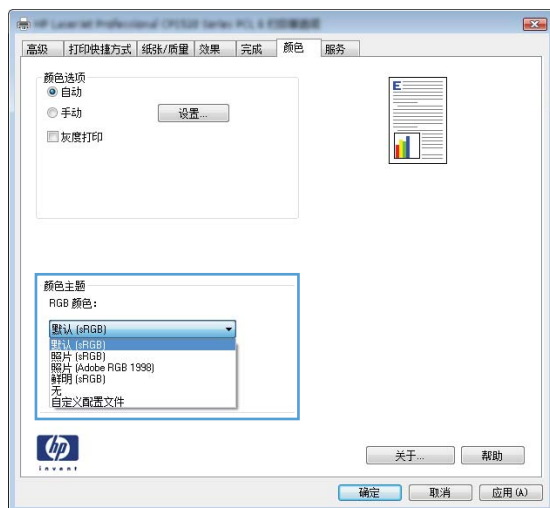 高级 打印快捷方式 纸张/质量 效果 完成 颜色 服务
颜色选项
自动
手动 设置...
灰度打印
E
颜色主题
RGB 颜色：
默认 (sRGB)
默认 (sRGB)
照片 (sRGB)
照片 (Adobe RGB 1998)
鲜明 (sRGB)
无
自定义配置文件
hp
invent
关于... 帮助
确定 取消 应用 (A)